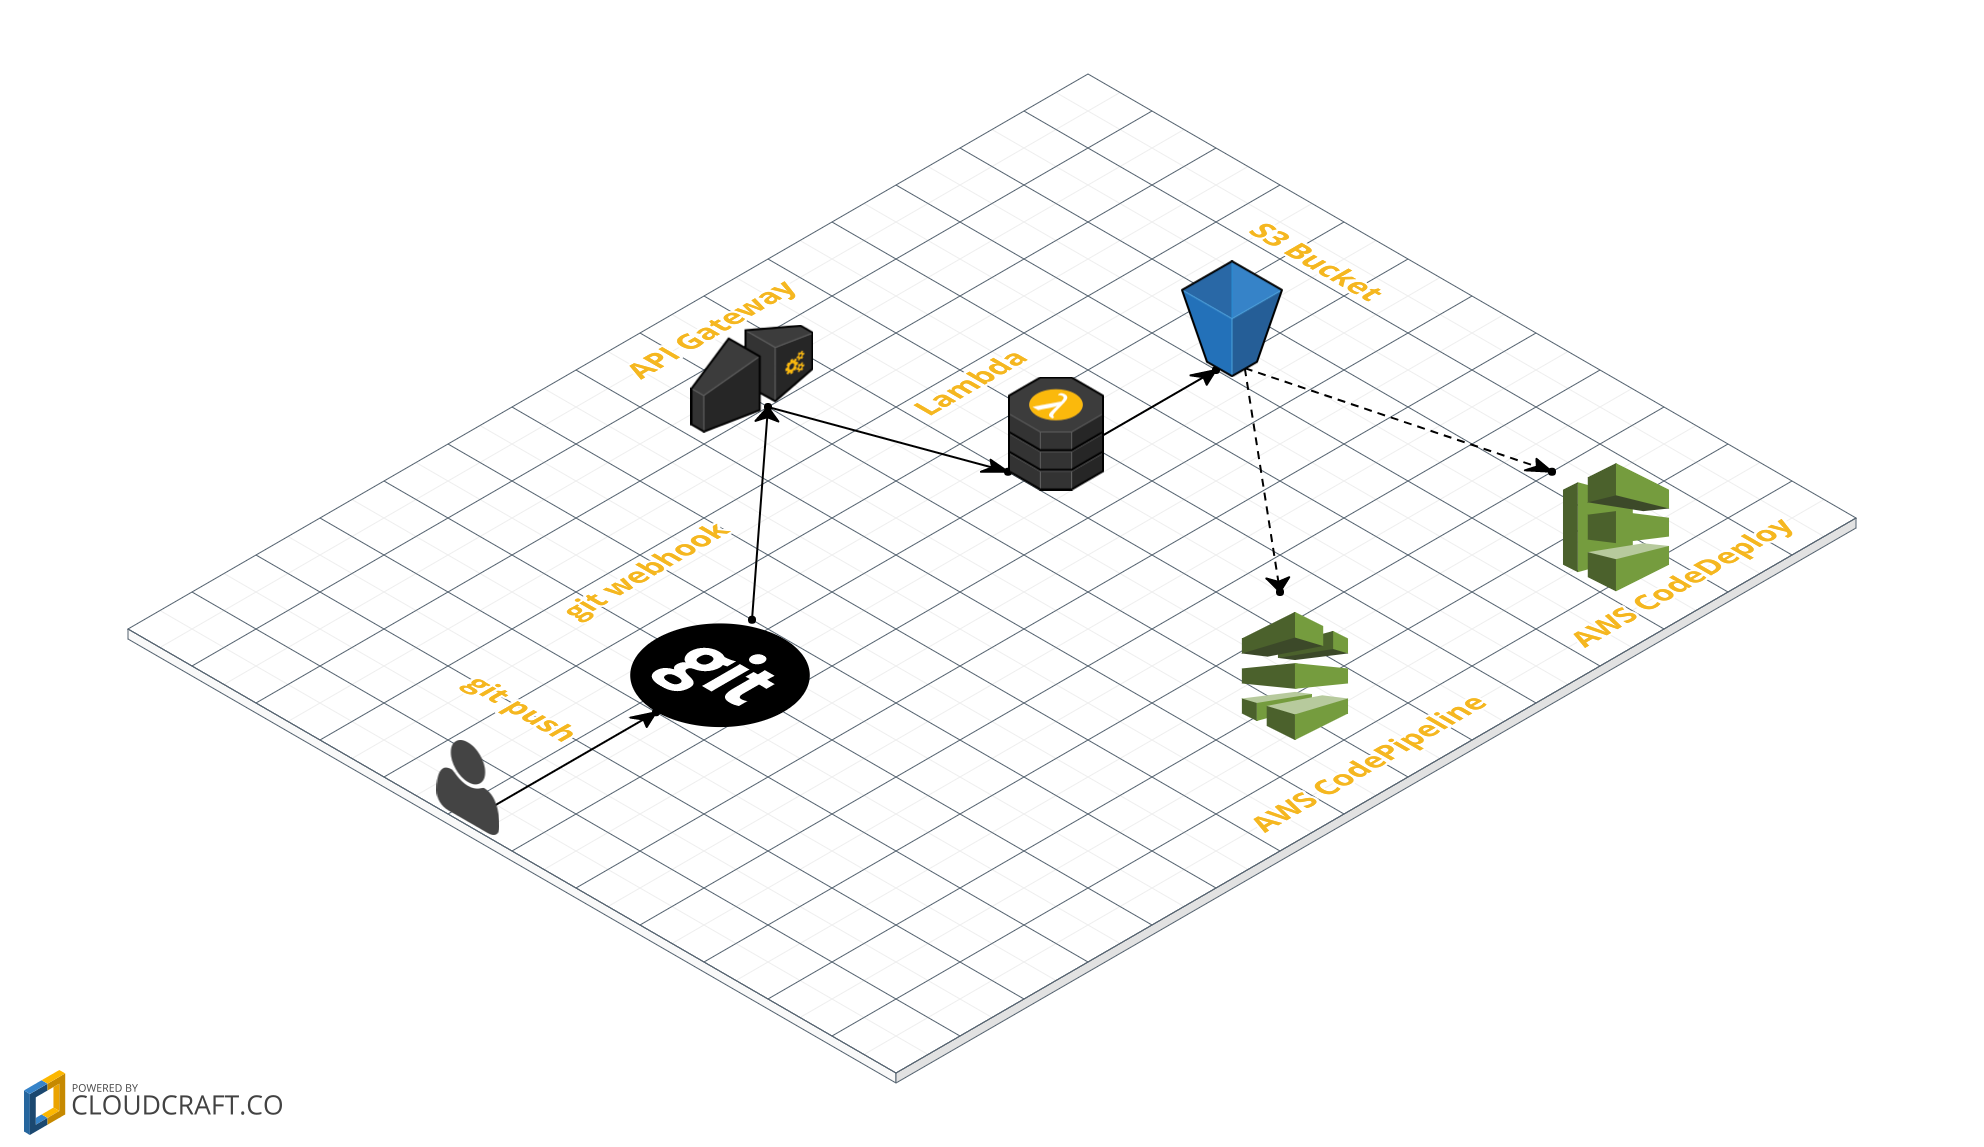 S3 Bucket
API Gateway
Lambda
git webhook
AWS CodeDeploy
git
git push
AWS CodePipeline
POWERED BY
CLOUDCRAFT.CO